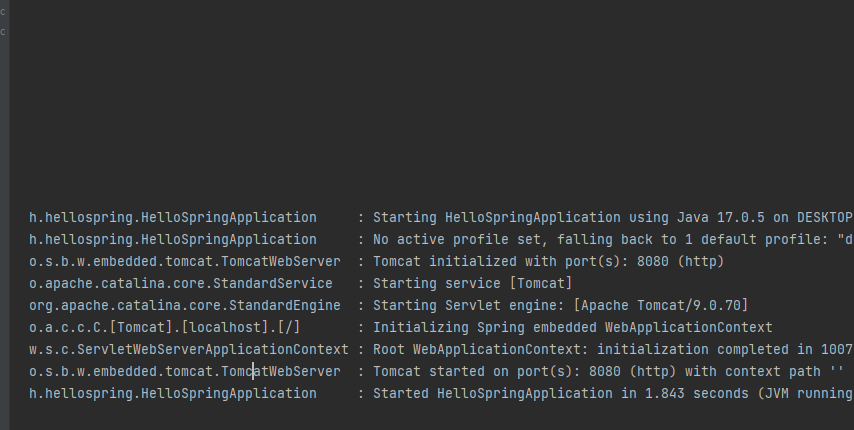 c
c
h.hellospring.HelloSpringApplication : Starting HelloSpringApplication using Java 17.0.5 on DESKTOP
h.hellospring.HelloSpringApplication : No active profile set, falling back to 1 default profile: "d
o.s.b.w.embedded.tomcat.TomcatWebServer : Tomcat initialized with port(s): 8080 (http)
o.apache.catalina.core.StandardService : Starting service [Tomcat]
org.apache.catalina.core.StandardEngine : Starting Servlet engine: [Apache Tomcat/9.0.70]
o.a.c.c.C.[Tomcat].[localhost].[/] : Initializing Spring embedded WebApplicationContext
w.s.c.ServletWebServerApplicationContext : Root WebApplicationContext: initialization completed in 1007
o.s.b.w.embedded.tomcat.TomcatWebServer : Tomcat started on port(s): 8080 (http) with context path ''
h.hellospring.HelloSpringApplication : Started HelloSpringApplication in 1.843 seconds (JVM running